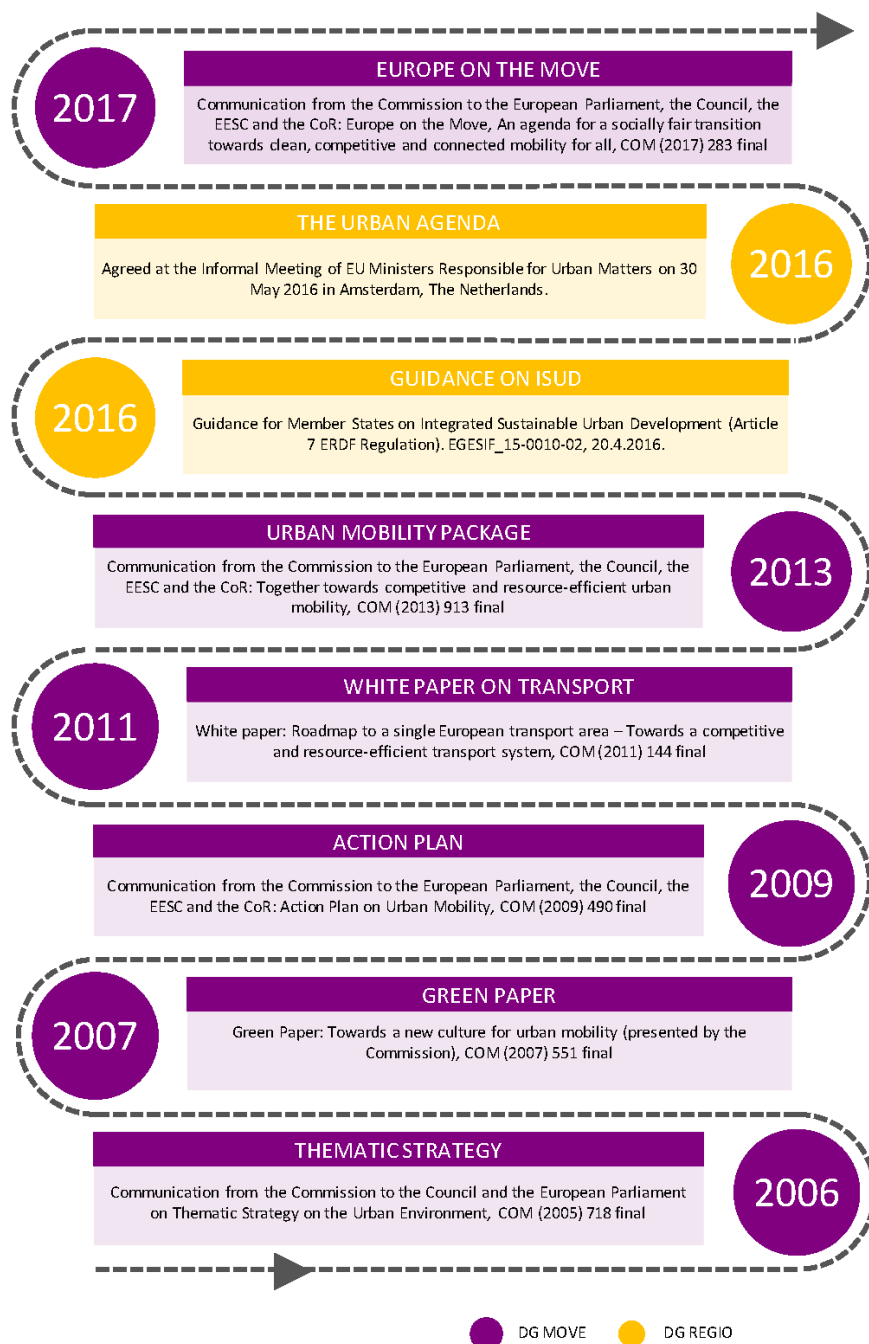 2017
EUROPE ON THE MOVE
Communication from the Commission to the European Parliament, the Council, the
EESC and the CoR: Europe on the Move, An agenda for a socially fair transition
towards clean, competitive and connected mobility for all, COM (2017) 283 final
THE URBAN AGENDA
Agreed at the Informal Meeting of EU Ministers Responsible for Urban Matters on 30
May 2016 in Amsterdam, The Netherlands.
2016
2016
GUIDANCE ON ISUD
Guidance for Member States on Integrated Sustainable Urban Development (Article
7 ERDF Regulation). EGESIF_15-0010-02, 20.4.2016.
URBAN MOBILITY PACKAGE
Communication from the Commission to the European Parliament, the Council, the
EESC and the CoR: Together towards competitive and resource-efficient urban
mobility, COM (2013) 913 final
2013
2011
WHITE PAPER ON TRANSPORT
White paper: Roadmap to a single European transport area – Towards a competitive
and resource-efficient transport system, COM (2011) 144 final
ACTION PLAN
Communication from the Commission to the European Parliament, the Council, the
EESC and the CoR: Action Plan on Urban Mobility, COM (2009) 490 final
2009
2007
GREEN PAPER
Green Paper: Towards a new culture for urban mobility (presented by the
Commission), COM (2007) 551 final
THEMATIC STRATEGY
Communication from the Commission to the Council and the European Parliament
on Thematic Strategy on the Urban Environment, COM (2005) 718 final
2006
DG MOVE
DG REGIO